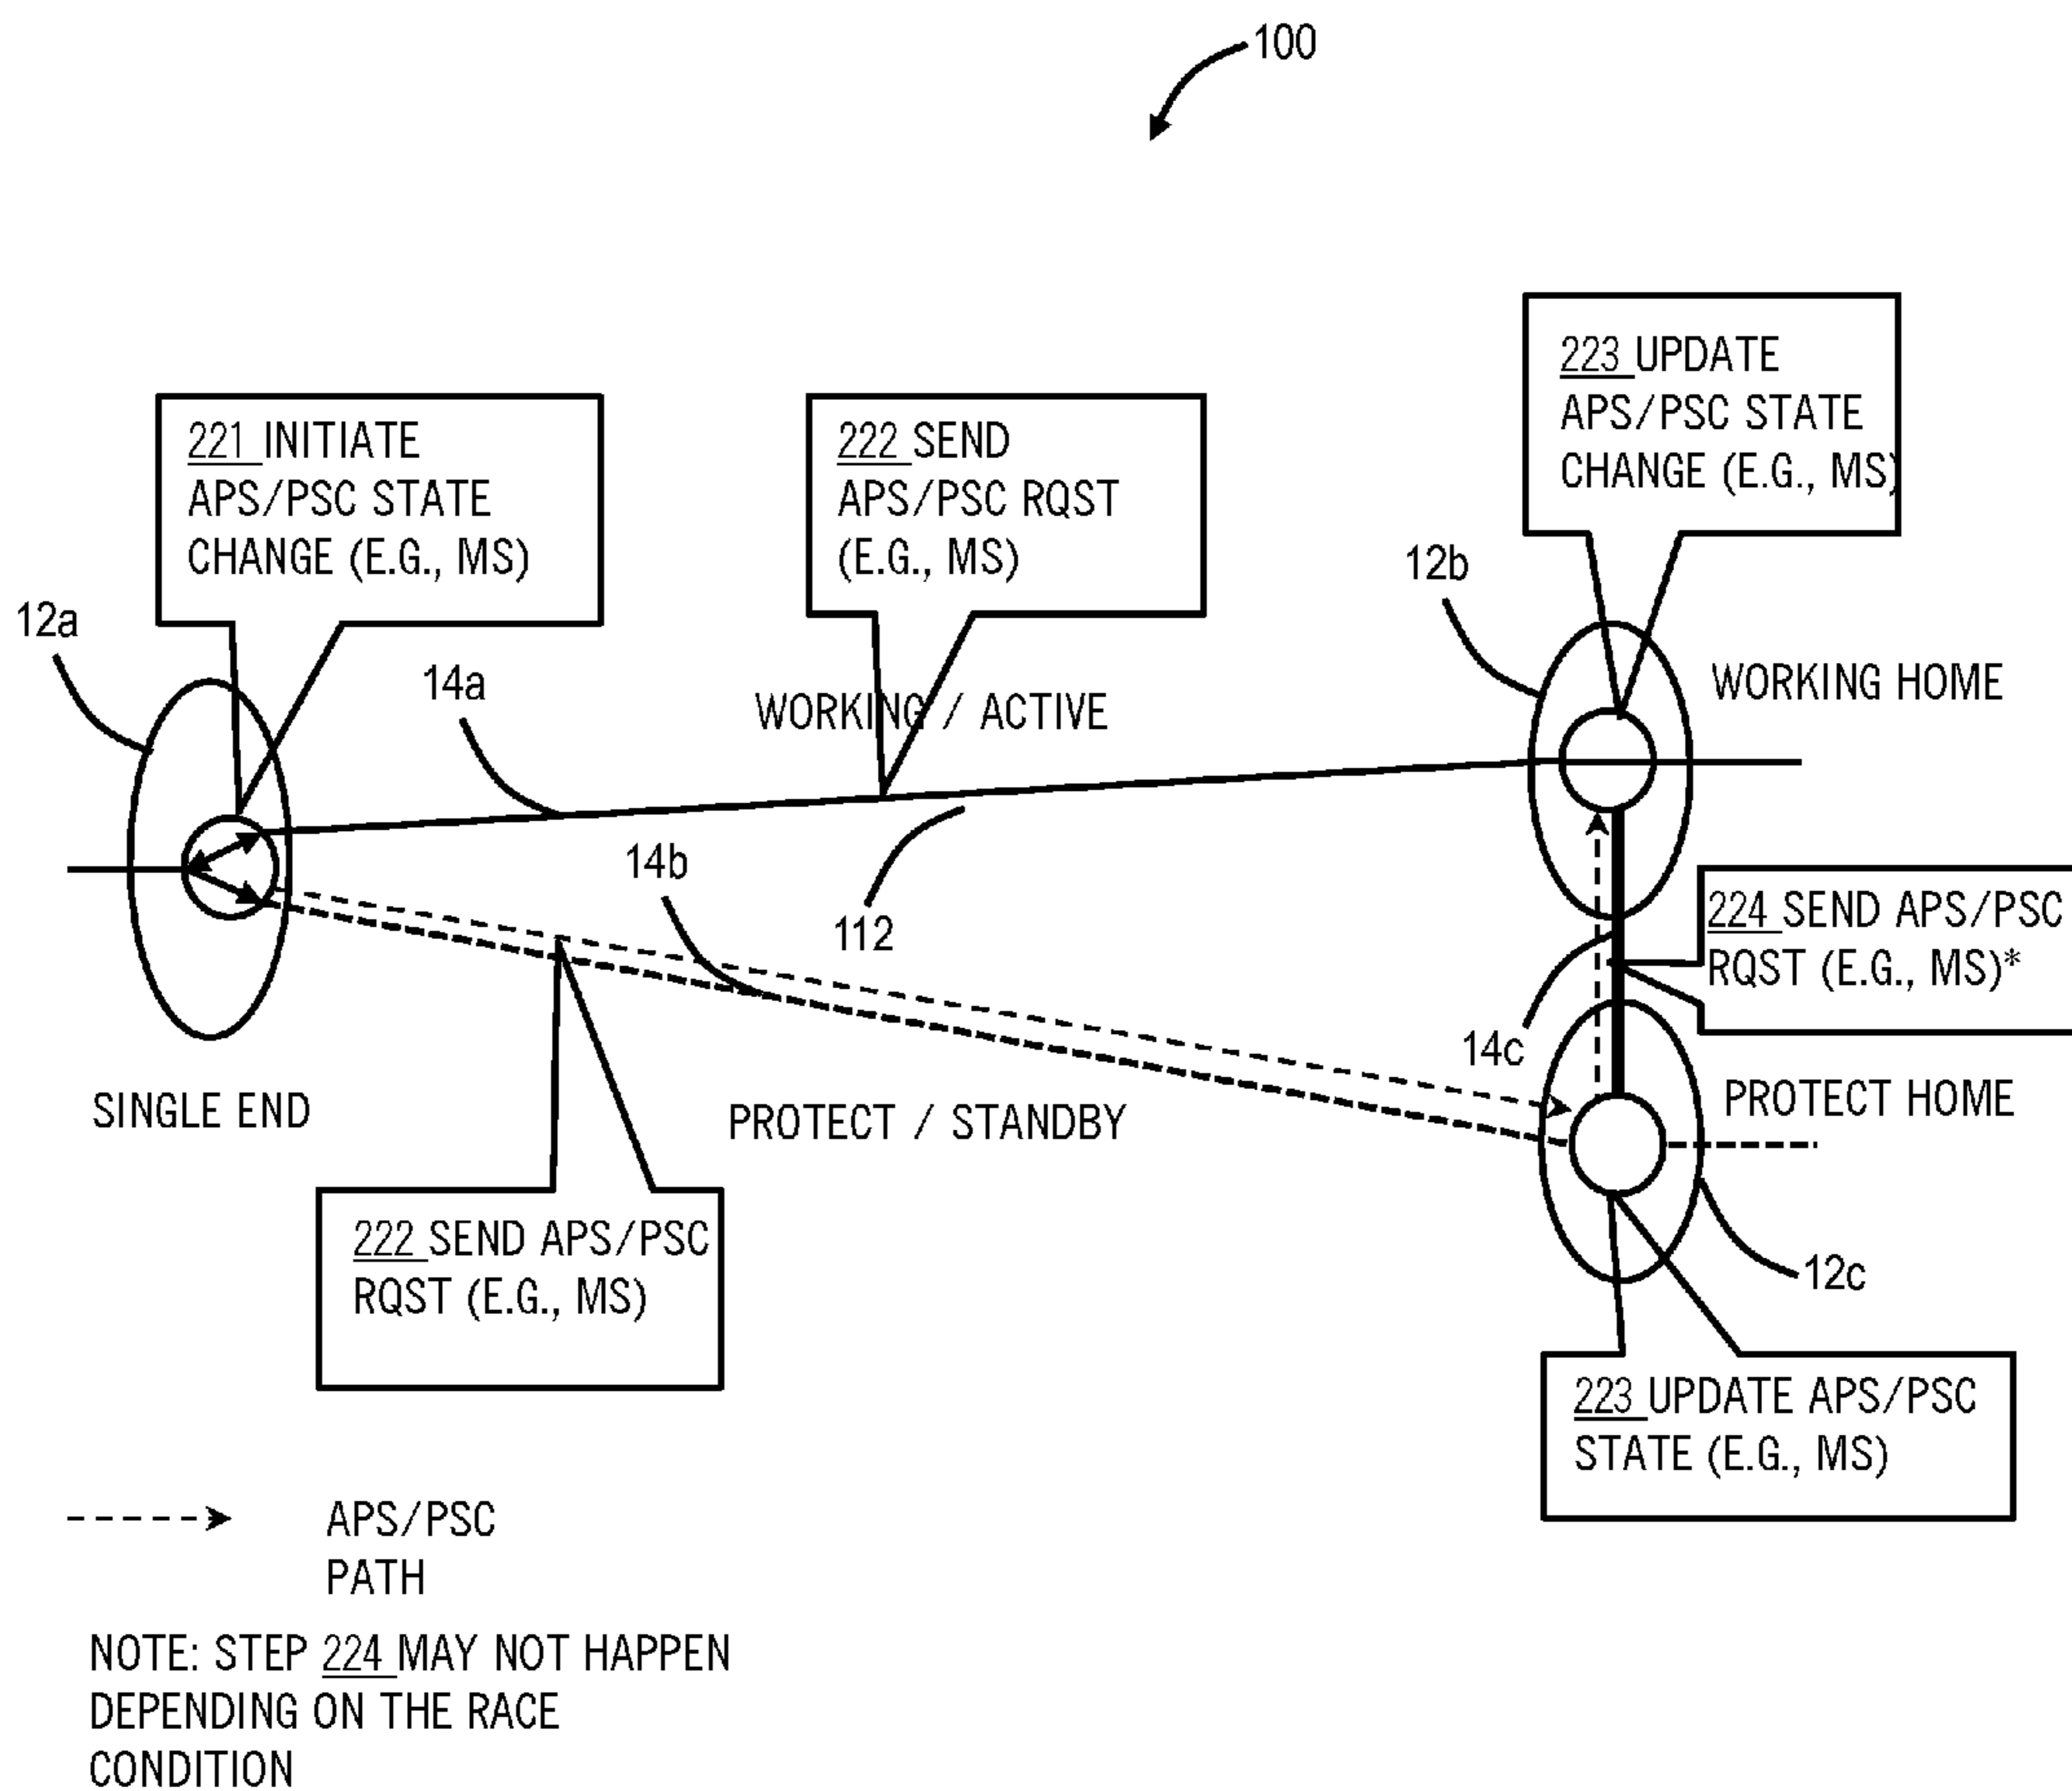 100
223 UPDATE
APS/PSC STATE
CHANGE (E.G., MS)
221 INITIATE
APS/PSC STATE
CHANGE (E.G., MS)
222 SEND
APS/PSC RQST
(E.G., MS)
12b
12a
14a
WORKING / ACTIVE
WORKING HOME
14b
112
224 SEND APS/PSC
RQST (E.G., MS)*
14c
SINGLE END
PROTECT / STANDBY
PROTECT HOME
222 SEND APS/PSC
RQST (E.G., MS)
12c
223 UPDATE APS/PSC
STATE (E.G., MS)
APS/PSC
PATH
NOTE: STEP 224 MAY NOT HAPPEN
DEPENDING ON THE RACE
CONDITION